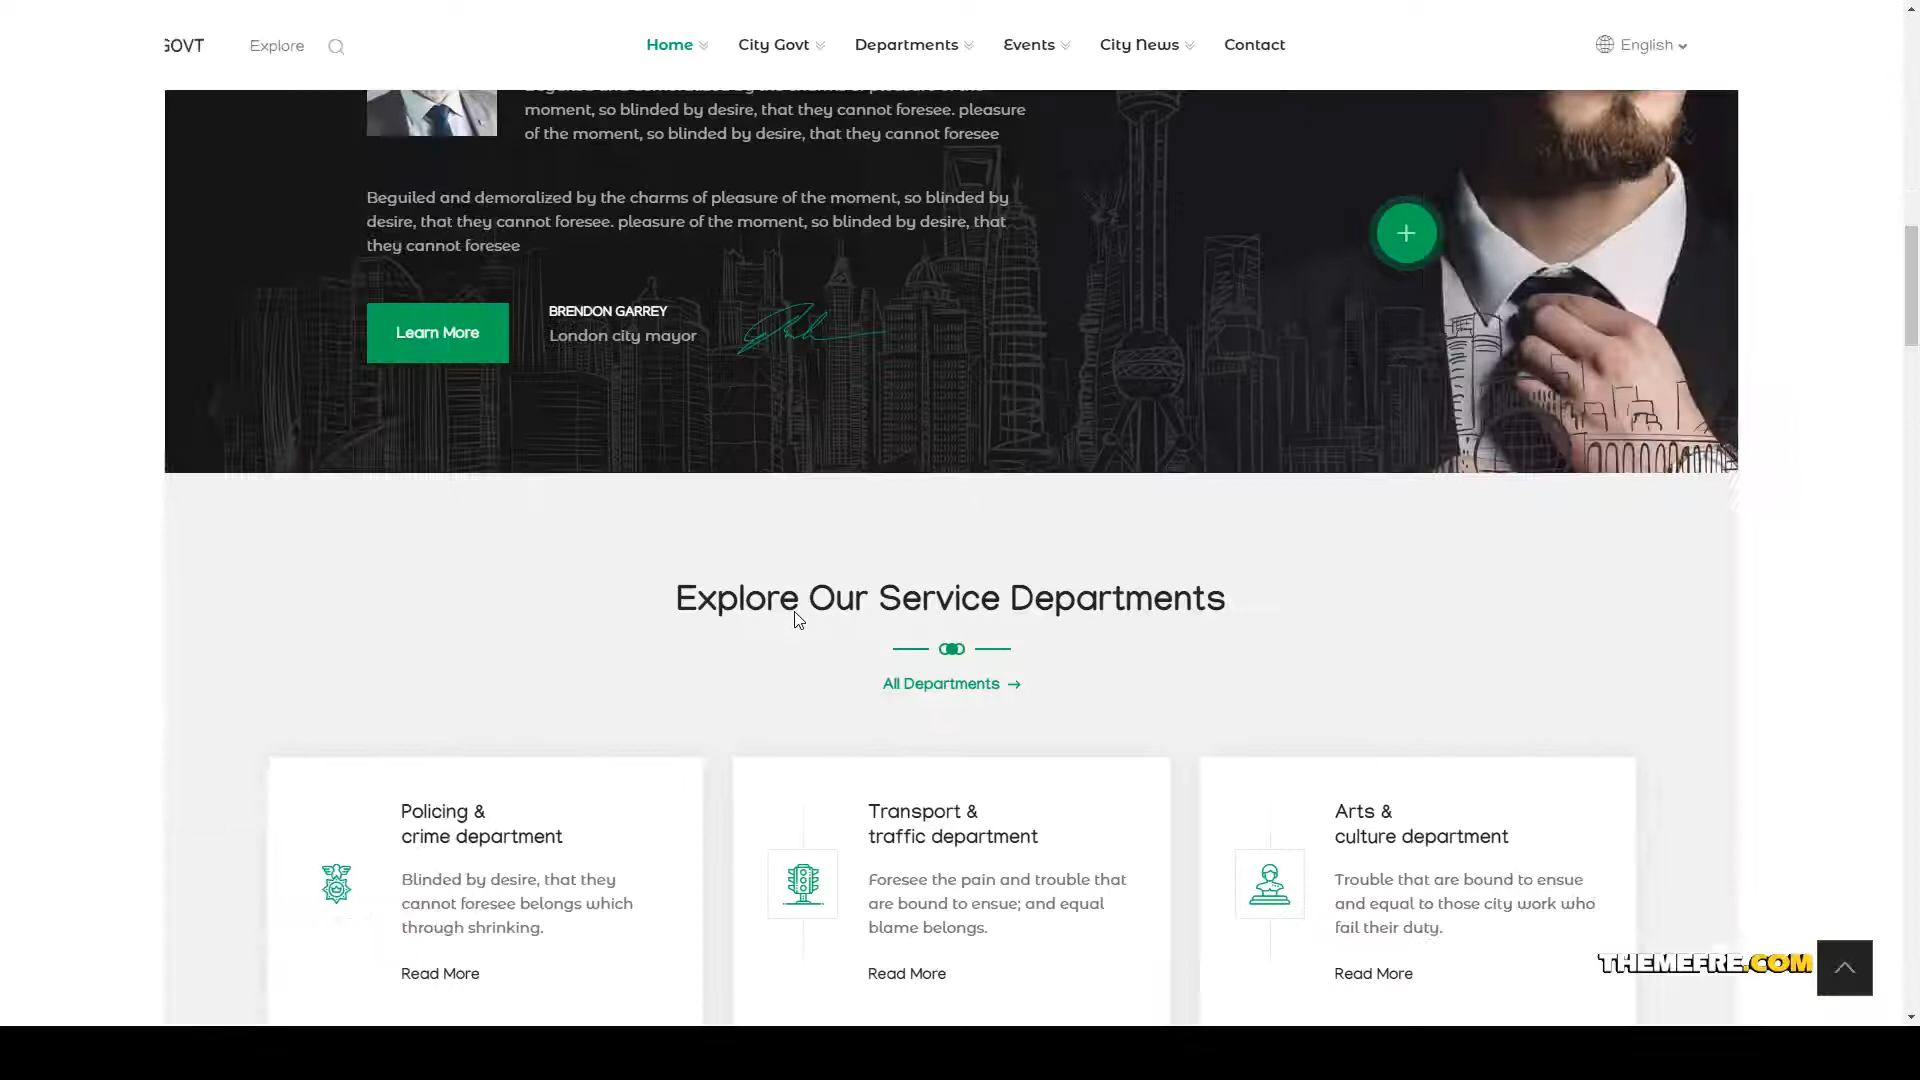 GOVT Explore Home City Govt Departments Events City News Contact English
moment, so blinded by desire, that they cannot foresee. pleasure
of the moment, so blinded by desire, that they cannot foresee
Beguiled and demoralized by the charms of pleasure of the moment, so blinded by
desire, that they cannot foresee. pleasure of the moment, so blinded by desire, that
they cannot foresee
Learn More
BRENDON GARREY
London city mayor
Explore Our Service Departments
All Departments →
Policing &
crime department
Blinded by desire, that they
cannot foresee belongs which
through shrinking.
Read More
Transport &
traffic department
Foresee the pain and trouble that
are bound to ensue; and equal
blame belongs.
Read More
Arts &
culture department
Trouble that are bound to ensue
and equal to those city work who
fail their duty.
Read More
THEMEFRE.COM